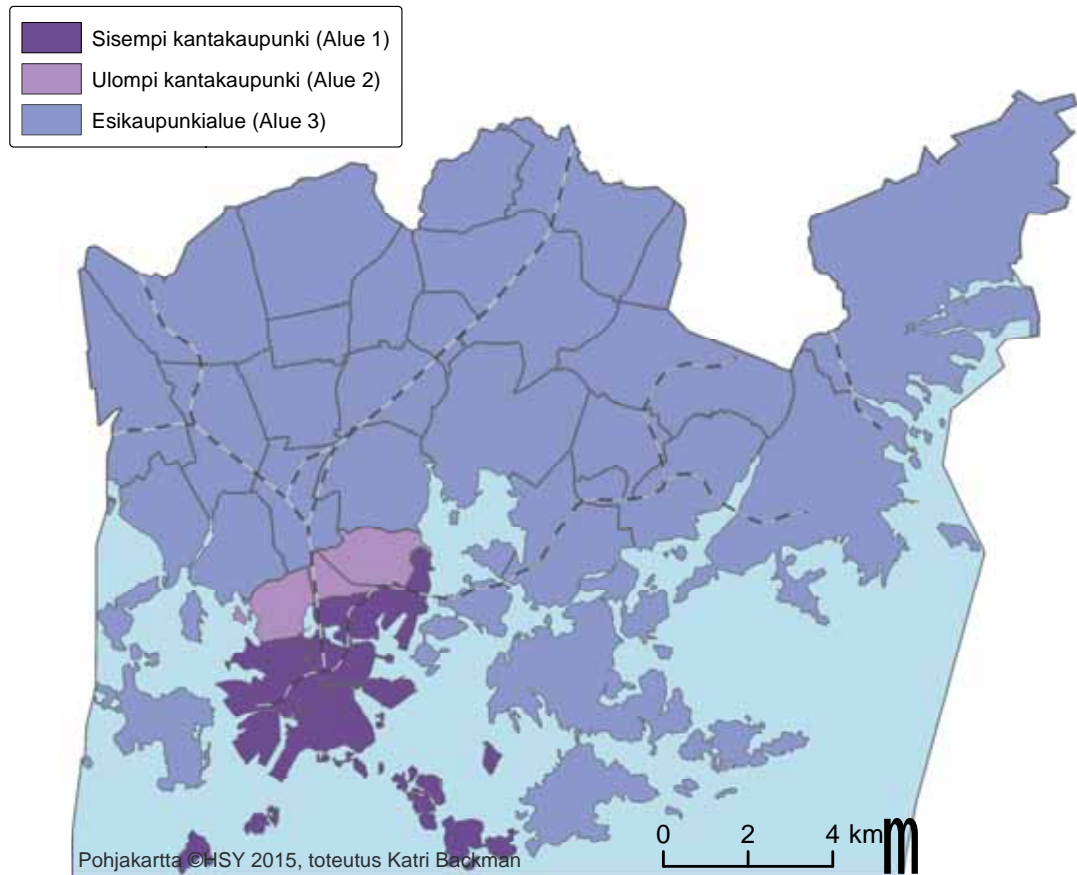 Sisempi kantakaupunki (Alue 1)
Ulompi kantakaupunki (Alue 2)
Esikaupunkialue (Alue 3)
0 2 4 km
Pohjakartta ©HSY 2015, toteutus Katri Backman